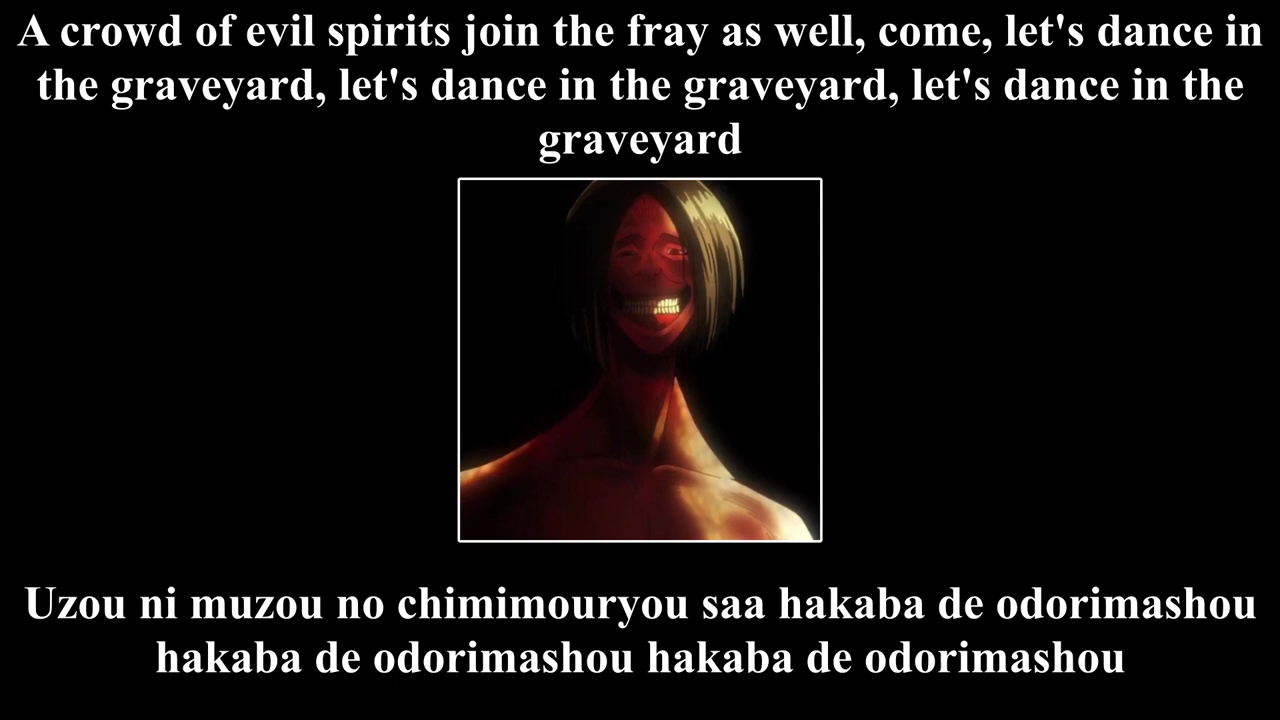 A crowd of evil spirits join the fray as well, come, let's dance in
the graveyard, let's dance in the graveyard, let's dance in the
graveyard
Uzou ni muzou no chimimouryou saa hakaba de odorimashou
hakaba de odorimashou hakaba de odorimashou